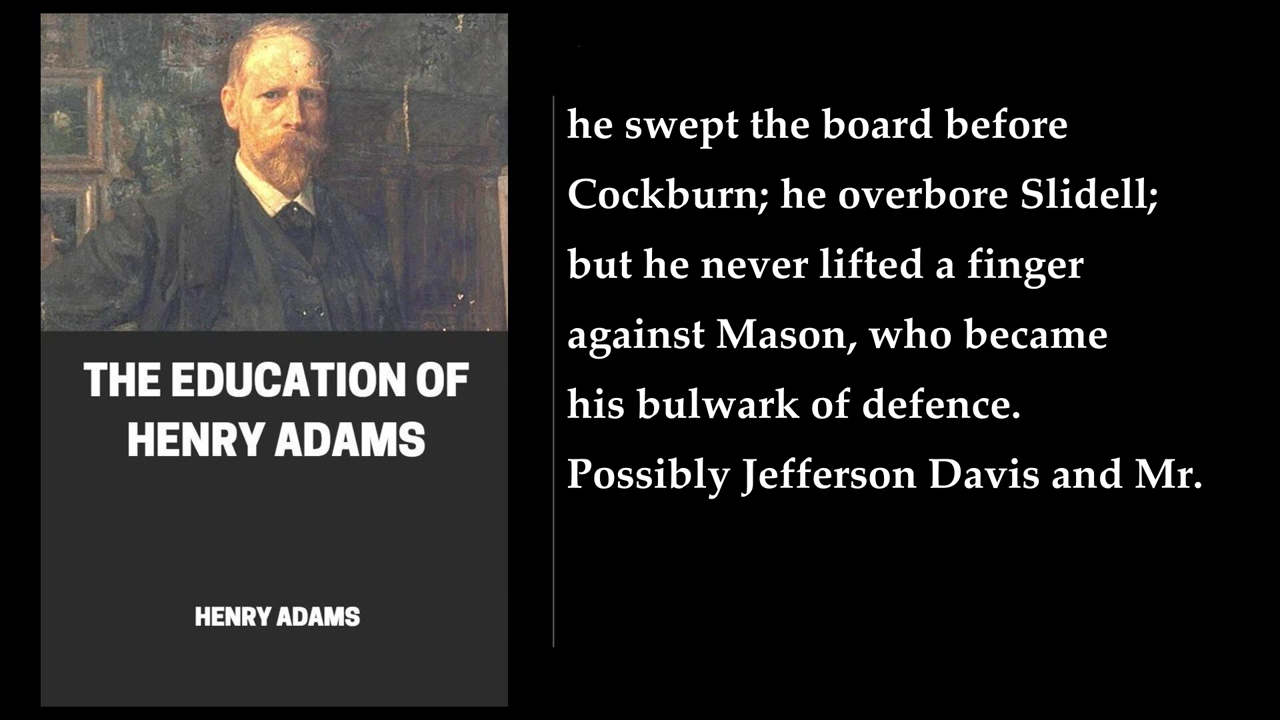 THE EDUCATION OF
HENRY ADAMS
HENRY ADAMS
he swept the board before
Cockburn; he overbore Slidell;
but he never lifted a finger
against Mason, who became
his bulwark of defence.
Possibly Jefferson Davis and Mr.